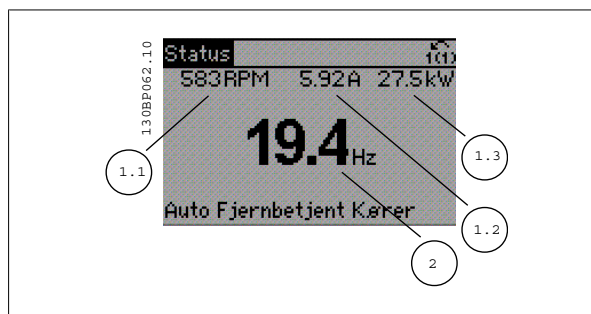 130BP062.10
Status
1(1)
583RPM 5.92A 27.5kW
19.4Hz
1.1
1.3
Auto Fjernbetjent Kører
1.2
2